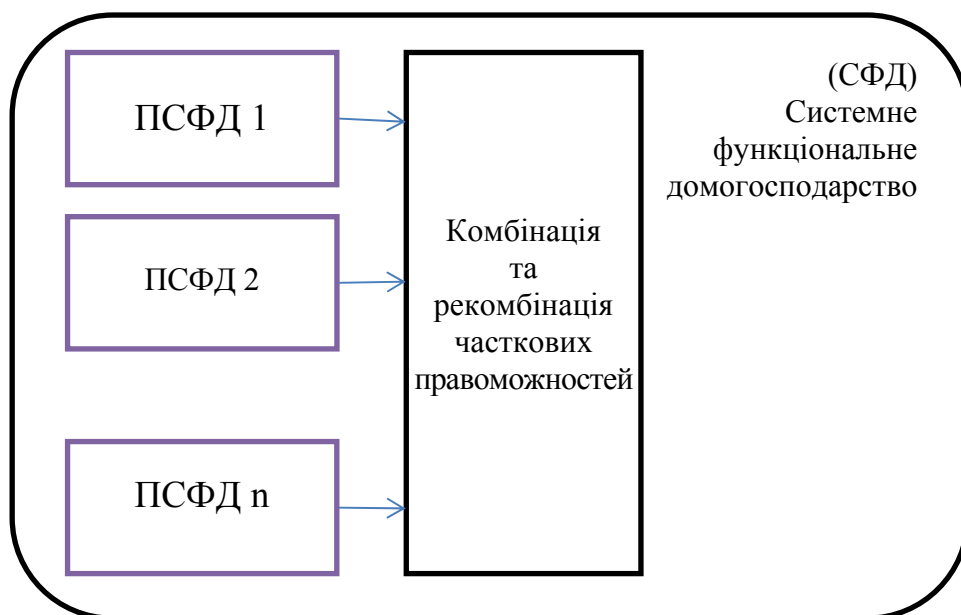 ПСФД 1
ПСФД 2
ПСФД n
Комбінація
та
рекомбінація
часткових
правоможностей
(СФД)
Системне
функціональне
домогосподарство